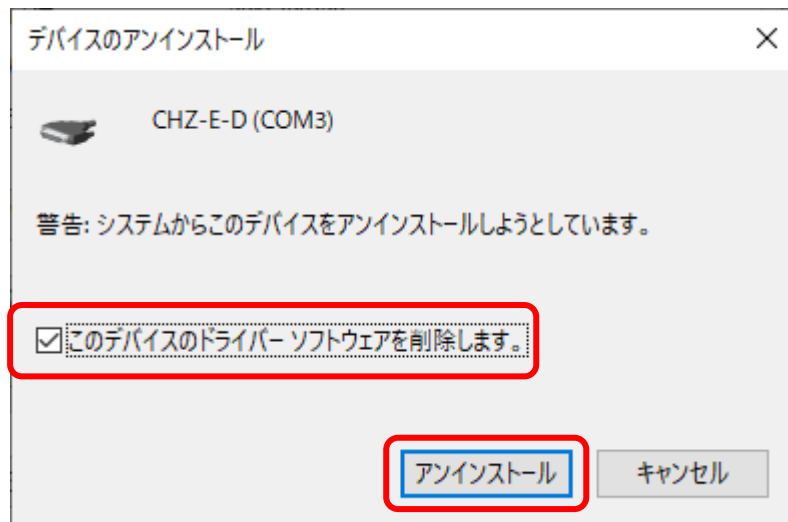 デバイスのアンインストール
CHZ-E-D (COM3)
警告: システムからこのデバイスをアンインストールしようとしています。
このデバイスのドライバー ソフトウェアを削除します。
アンインストール
キャンセル